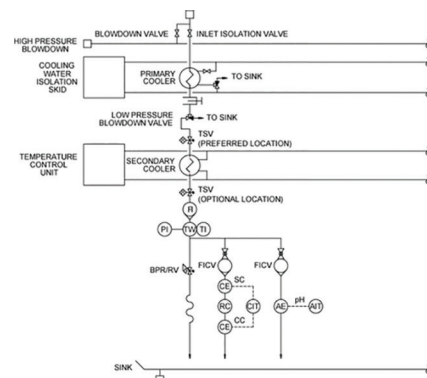 BLOWDOWN VALVE
INLET ISOLATION VALVE
HIGH PRESSURE
BLOWDOWN
COOLING
WATER
ISOLATION
SKID
PRIMARY
COOLER
TO SINK
LOW PRESSURE
BLOWDOWN VALVE
TO SINK
TSV
(PREFERRED LOCATION)
TEMPERATURE
CONTROL
UNIT
SECONDARY
COOLER
TSV
(OPTIONAL LOCATION)
FI
PI
TW
TI
BPR/RV
FICV
SC
CE
RC
CIT
CC
CE
FICV
AE
pH
AIT
SINK